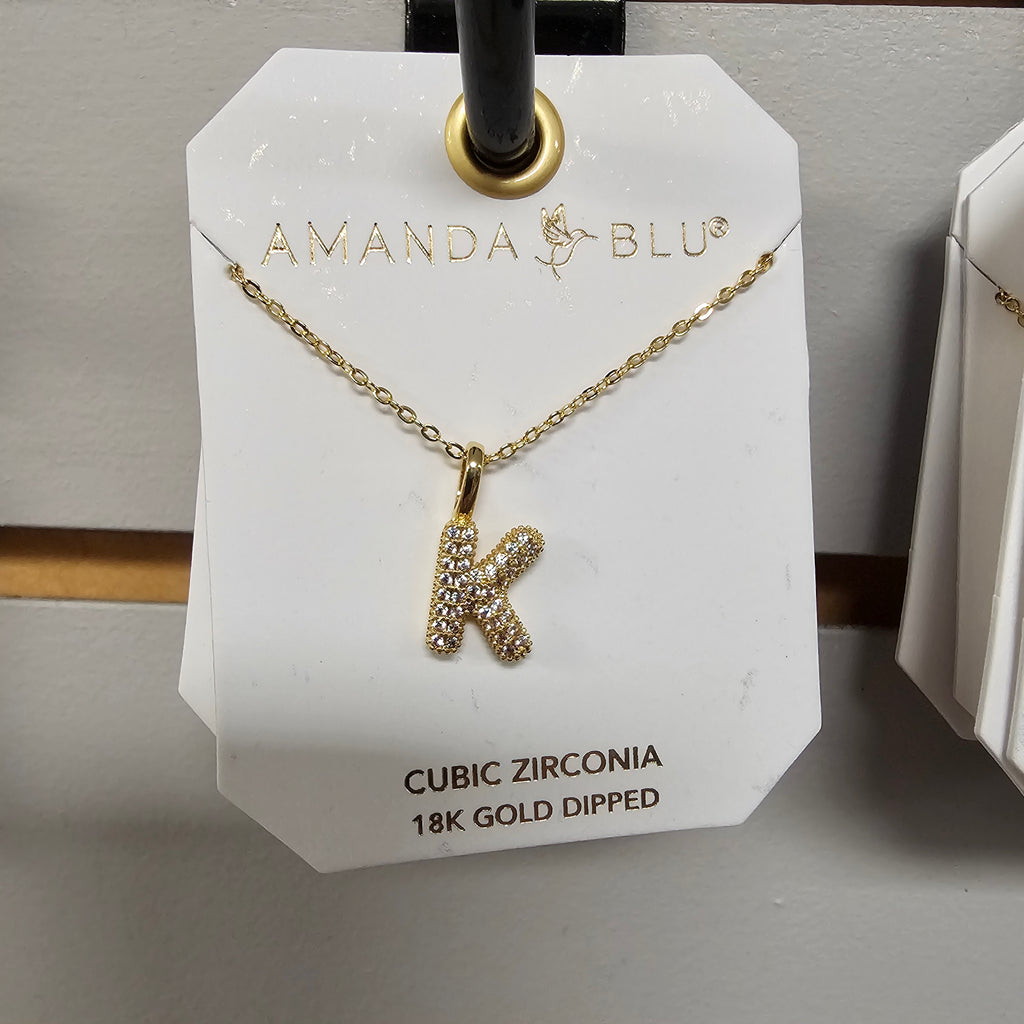 AMANDA BLU®
K
CUBIC ZIRCONIA
18K GOLD DIPPED